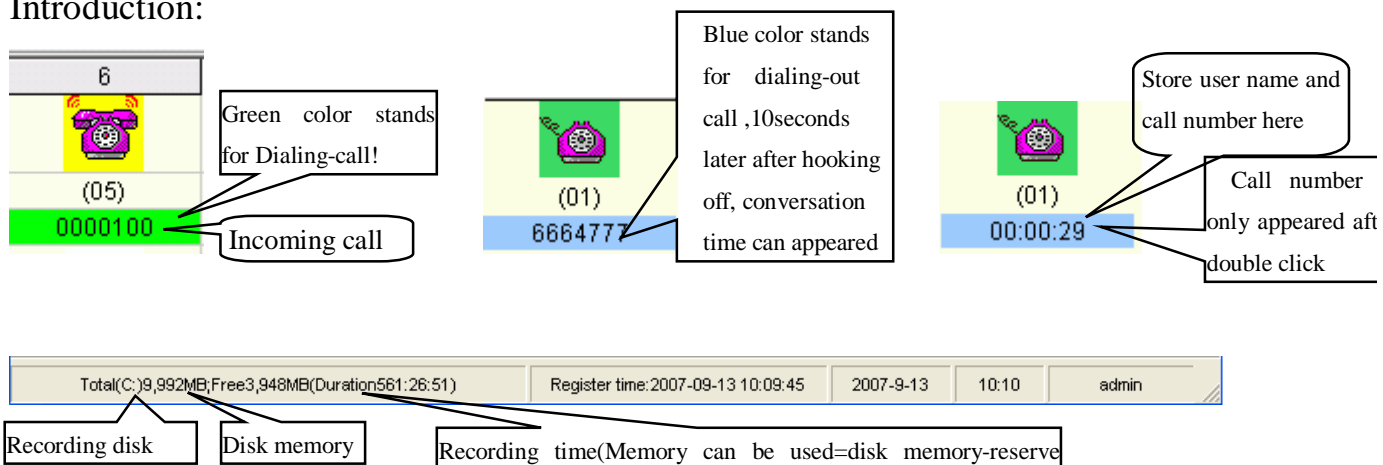 Introduction:
6
(05)
0000100
Green color stands
for Dialing-call!
Incoming call
(01)
6664777
Blue color stands
for dialing-out
call ,10seconds
later after hooking
off, conversation
time can appeared
(01)
00:00:29
Store user name and
call number here
Call number
only appeared aft
double click
Total(C:)9,992MB;Free3,948MB(Duration561:26:51)
Register time:2007-09-13 10:09:45
2007-9-13
10:10
admin
Recording disk
Disk memory
Recording time(Memory can be used=disk memory-reserve